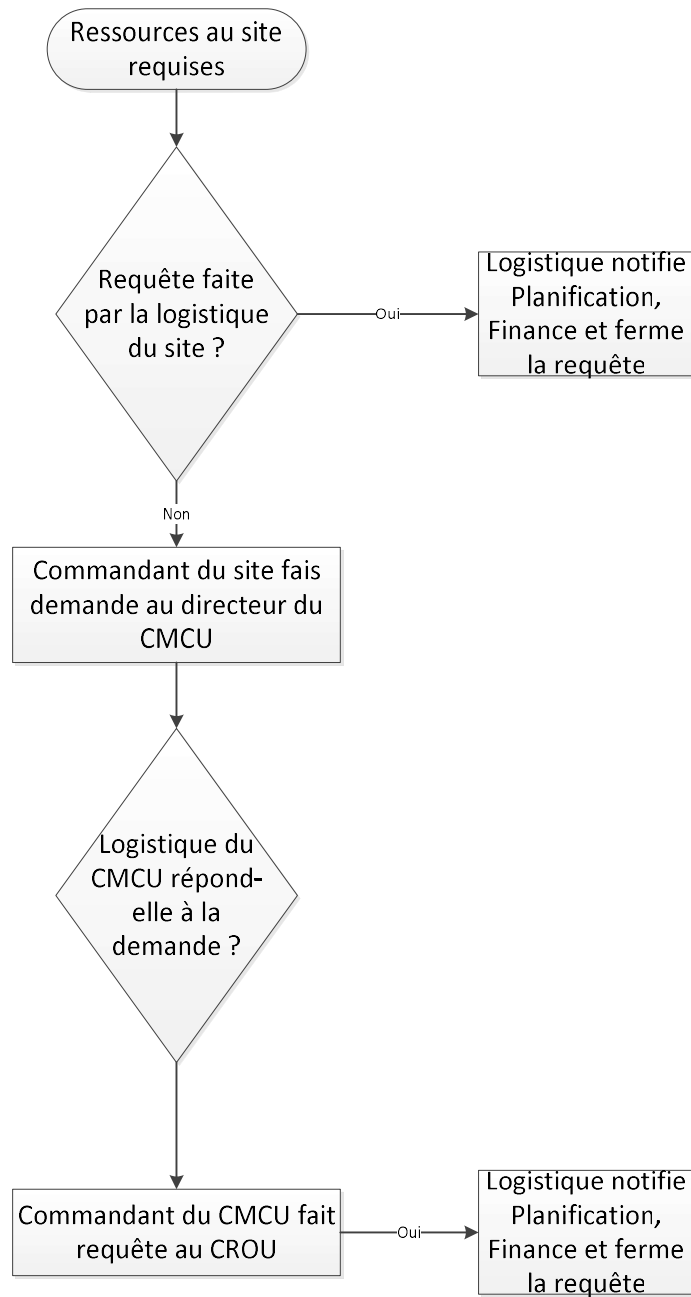 Ressources au site
requises
Requête faite
par la logistique
du site ?
Oui
Logistique notifie
Planification,
Finance et ferme
la requête
Non
Commandant du site fais
demande au directeur du
CMCU
Logistique du
CMCU répond-
elle à la
demande ?
Commandant du CMCU fait
requête au CROU
Oui
Logistique notifie
Planification,
Finance et ferme
la requête